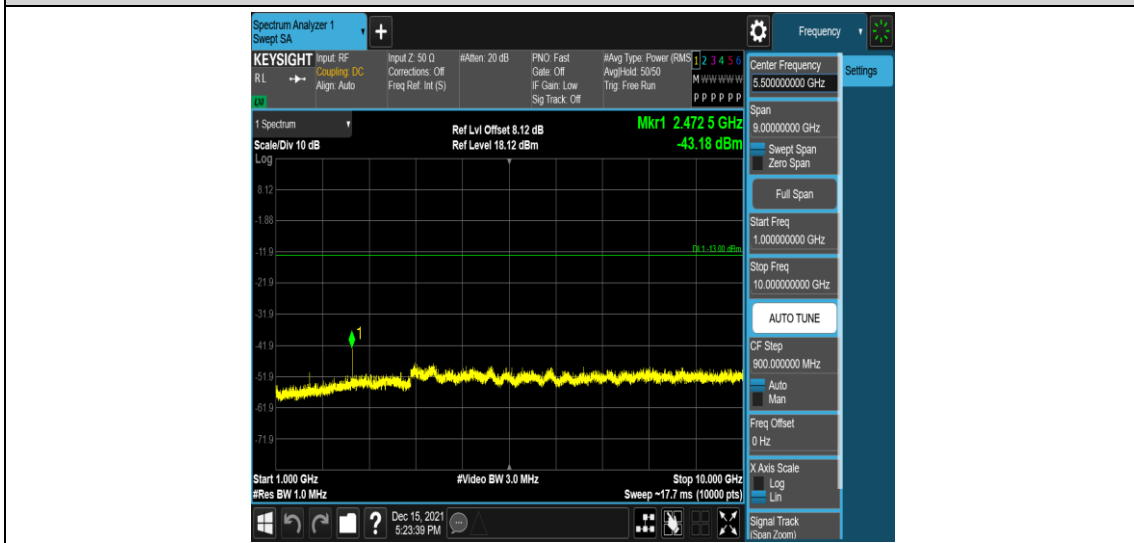 Spectrum Analyzer 1
Swept SA
+
Frequency
KEYSIGHT
RL
Input: RF
Coupling: DC
Align: Auto
Input Z: 50 Ω
Corrections: Off
Freq Ref: Int (S)
#Atten: 20 dB
PNO: Fast
Gate: Off
IF Gain: Low
Sig Track: Off
#Avg Type: Power (RMS
Avg|Hold: 50/50
Trig: Free Run
1 2 3 4 5 6
M W W W W W
P P P P P P
1 Spectrum
Scale/Div 10 dB
Ref Lvl Offset 8.12 dB
Ref Level 18.12 dBm
Mkr1 2.472 5 GHz
-43.18 dBm
Log
8.12
-1.88
-11.9
-21.9
-31.9
-41.9
-51.9
-61.9
-71.9
DL1 -13.00 dBm
1
Start 1.000 GHz
#Res BW 1.0 MHz
#Video BW 3.0 MHz
Stop 10.000 GHz
Sweep ~17.7 ms (10000 pts)
Center Frequency
5.500000000 GHz
Settings
Span
9.00000000 GHz
Swept Span
Zero Span
Full Span
Start Freq
1.000000000 GHz
Stop Freq
10.000000000 GHz
AUTO TUNE
CF Step
900.000000 MHz
Auto
Man
Freq Offset
0 Hz
X Axis Scale
Log
Lin
Signal Track
(Span Zoom)
?
Dec 15, 2021
5:23:39 PM